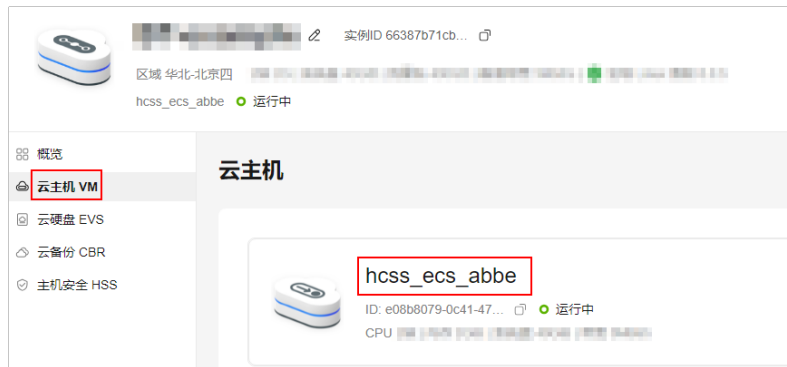 实例ID 66387b71cb...
区域 华北-北京四
hcss_ecs_abbe 运行中
概览
云主机 VM
云硬盘 EVS
云备份 CBR
主机安全 HSS
云主机
hcss_ecs_abbe
ID: e08b8079-0c41-47... 运行中
CPU